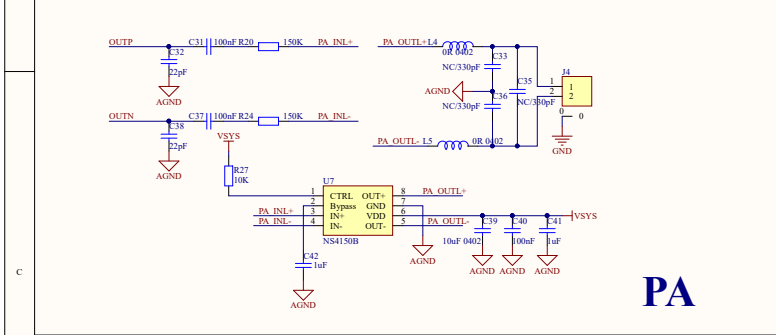 OUTP
C31
100nF
R20
150K
PA_INL+
PA_OUTL+
L4
0R 0402
C32
22pF
AGND
C33
NC/330pF
C35
NC/330pF
AGND
C36
NC/330pF
J4
1
2
1
2
0
0
GND
OUTN
C37
100nF
R24
150K
PA_INL-
C38
22pF
AGND
PA_OUTL-
L5
0R 0402
VSYS
R27
10K
U7
1
CTRL
OUT+
8
PA_OUTL+
2
Bypass
GND
7
PA_INL+
3
IN+
VDD
6
PA_INL-
4
IN-
OUT-
5
PA_OUTL-
NS4150B
C39
10uF 0402
C40
100nF
C41
1uF
VSYS
C42
1uF
AGND
AGND
AGND
AGND
AGND
C
PA